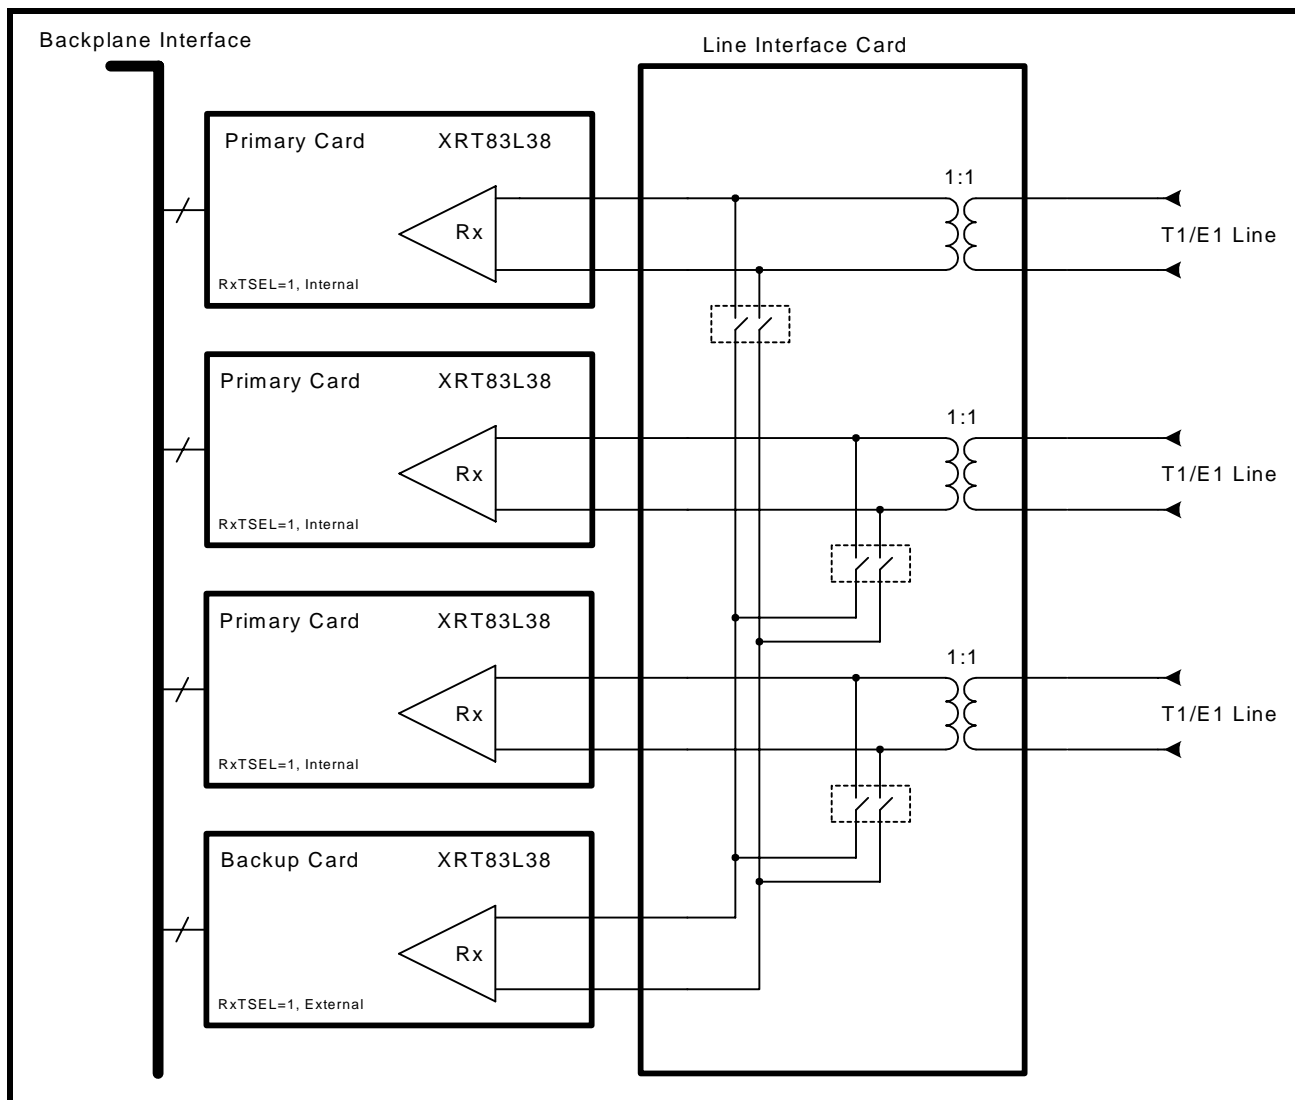 Backplane Interface
Line Interface Card
Primary Card XRT83L38
1:1
Rx
T1/E1 Line
RxTSEL=1, Internal
Primary Card XRT83L38
1:1
Rx
T1/E1 Line
RxTSEL=1, Internal
Primary Card XRT83L38
1:1
Rx
T1/E1 Line
RxTSEL=1, Internal
Backup Card XRT83L38
Rx
RxTSEL=1, External